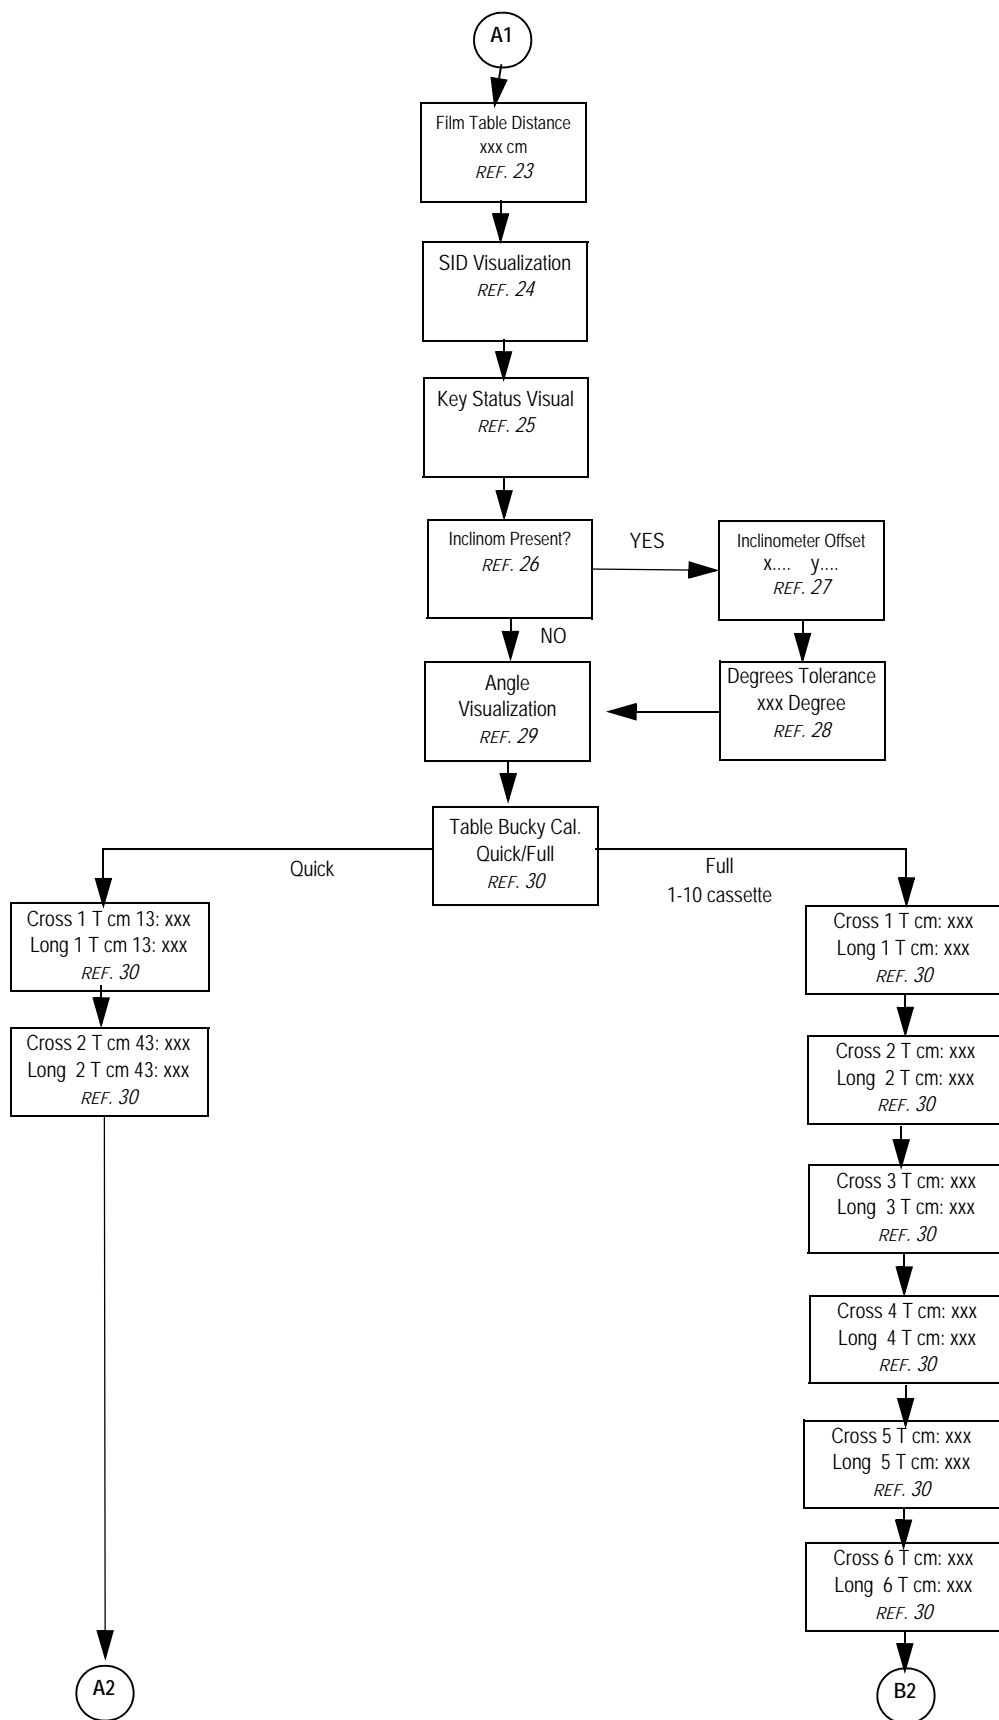 A1
Film Table Distance
xxx cm
REF. 23
SID Visualization
REF. 24
Key Status Visual
REF. 25
Inclinom Present?
REF. 26
YES
Inclinometer Offset
x.... y....
REF. 27
NO
Angle
Visualization
REF. 29
Degrees Tolerance
xxx Degree
REF. 28
Table Bucky Cal.
Quick/Full
REF. 30
Quick
Full
1-10 cassette
Cross 1 T cm 13: xxx
Long 1 T cm 13: xxx
REF. 30
Cross 2 T cm 43: xxx
Long 2 T cm 43: xxx
REF. 30
Cross 1 T cm: xxx
Long 1 T cm: xxx
REF. 30
Cross 2 T cm: xxx
Long 2 T cm: xxx
REF. 30
Cross 3 T cm: xxx
Long 3 T cm: xxx
REF. 30
Cross 4 T cm: xxx
Long 4 T cm: xxx
REF. 30
Cross 5 T cm: xxx
Long 5 T cm: xxx
REF. 30
Cross 6 T cm: xxx
Long 6 T cm: xxx
REF. 30
A2
B2